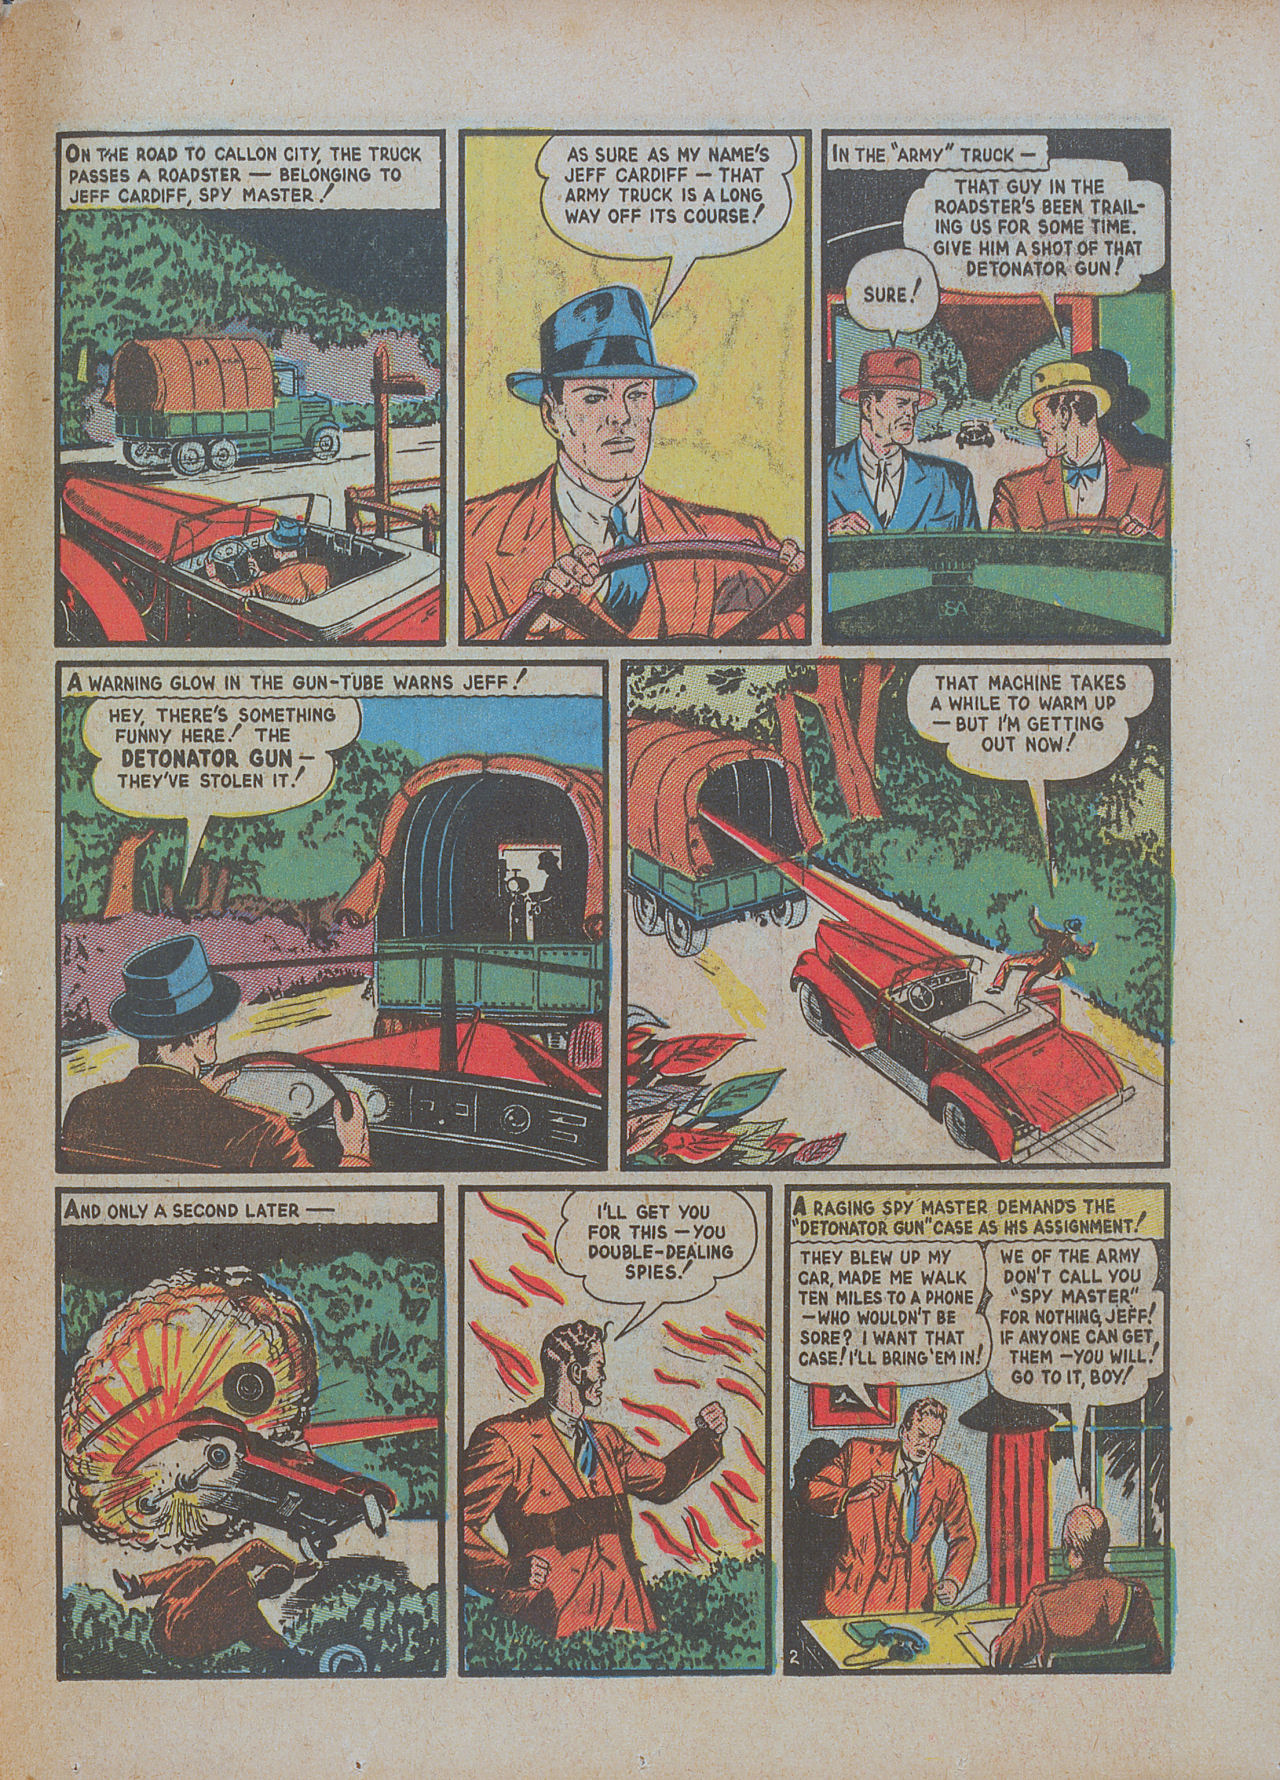 ON THE ROAD TO CALLON CITY, THE TRUCK
PASSES A ROADSTER — BELONGING TO
JEFF CARDIFF, SPY MASTER!
AS SURE AS MY NAME'S
JEFF CARDIFF — THAT
ARMY TRUCK IS A LONG
WAY OFF ITS COURSE!
IN THE "ARMY" TRUCK —
THAT GUY IN THE
ROADSTER'S BEEN TRAIL-
ING US FOR SOME TIME.
GIVE HIM A SHOT OF THAT
DETONATOR GUN!
SURE!
A WARNING GLOW IN THE GUN-TUBE WARNS JEFF!
HEY, THERE'S SOMETHING
FUNNY HERE! THE
DETONATOR GUN —
THEY'VE STOLEN IT!
THAT MACHINE TAKES
A WHILE TO WARM UP
— BUT I'M GETTING
OUT NOW!
AND ONLY A SECOND LATER —
I'LL GET YOU
FOR THIS — YOU
DOUBLE-DEALING
SPIES!
A RAGING SPY MASTER DEMANDS THE
"DETONATOR GUN" CASE AS HIS ASSIGNMENT!
THEY BLEW UP MY
CAR, MADE ME WALK
TEN MILES TO A PHONE
— WHO WOULDN'T BE
SORE? I WANT THAT
CASE! I'LL BRING 'EM IN!
WE OF THE ARMY
DON'T CALL YOU
"SPY MASTER"
FOR NOTHING, JEFF!
IF ANYONE CAN GET
THEM — YOU WILL!
GO TO IT, BOY!
2